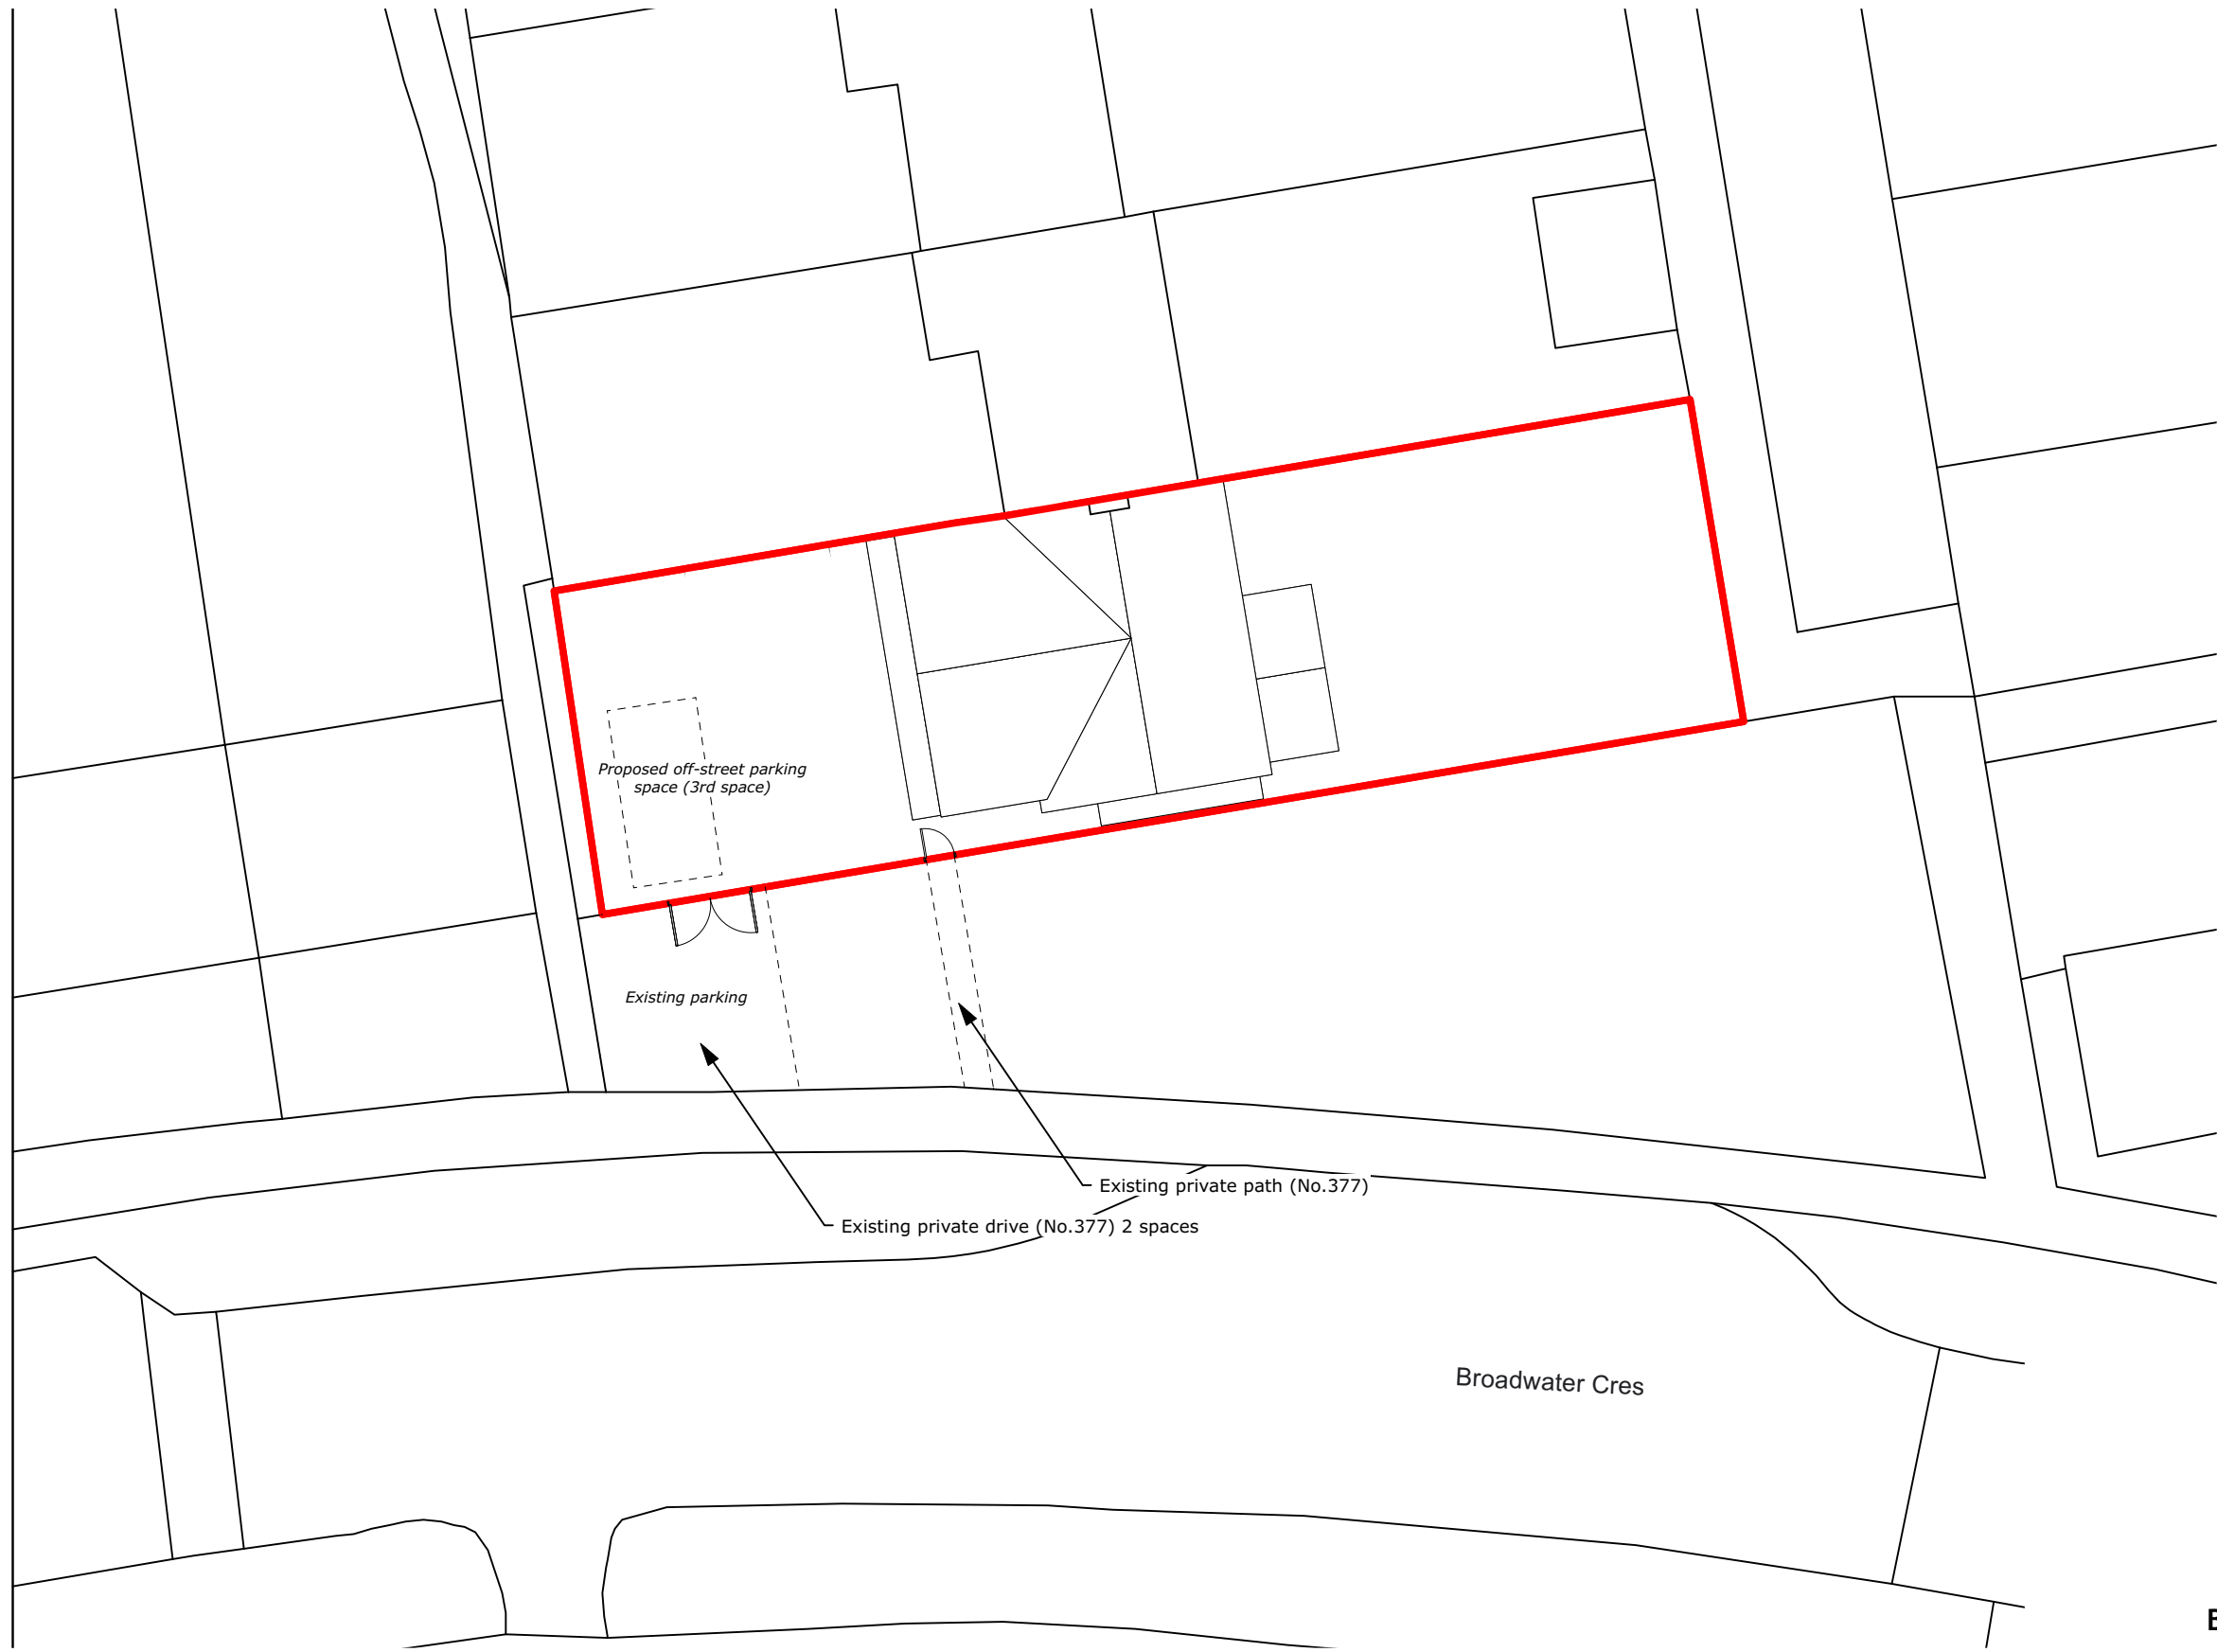 Proposed off-street parking
space (3rd space)
Existing parking
Existing private path (No.377)
Existing private drive (No.377) 2 spaces
Broadwater Cres